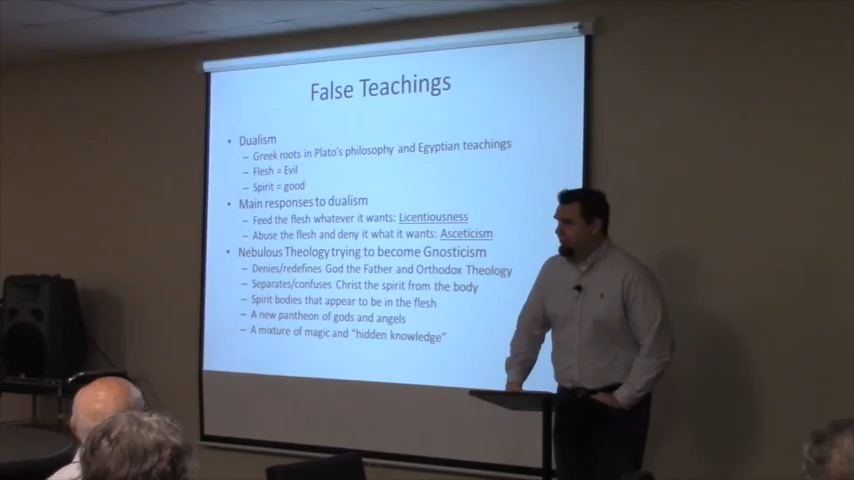 False Teachings
• Dualism
– Greek roots in Plato's philosophy and Egyptian teachings
– Flesh = Evil
– Spirit = good
• Main responses to dualism
– Feed the flesh whatever it wants: Licentiousness
– Abuse the flesh and deny it what it wants: Asceticism
• Nebulous Theology trying to become Gnosticism
– Denies/redefines God the Father and Orthodox Theology
– Separates/confuses Christ the spirit from the body
– Spirit bodies that appear to be in the flesh
– A new pantheon of gods and angels
– A mixture of magic and "hidden knowledge"